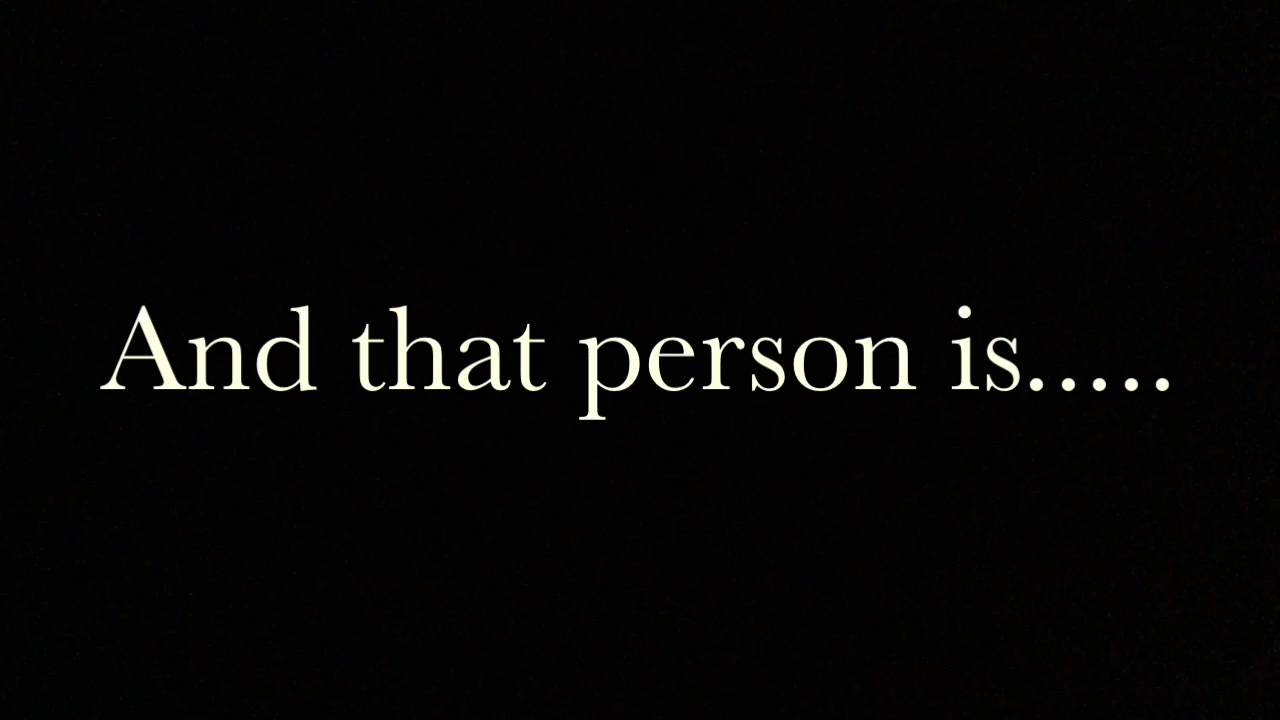 And that person is.....